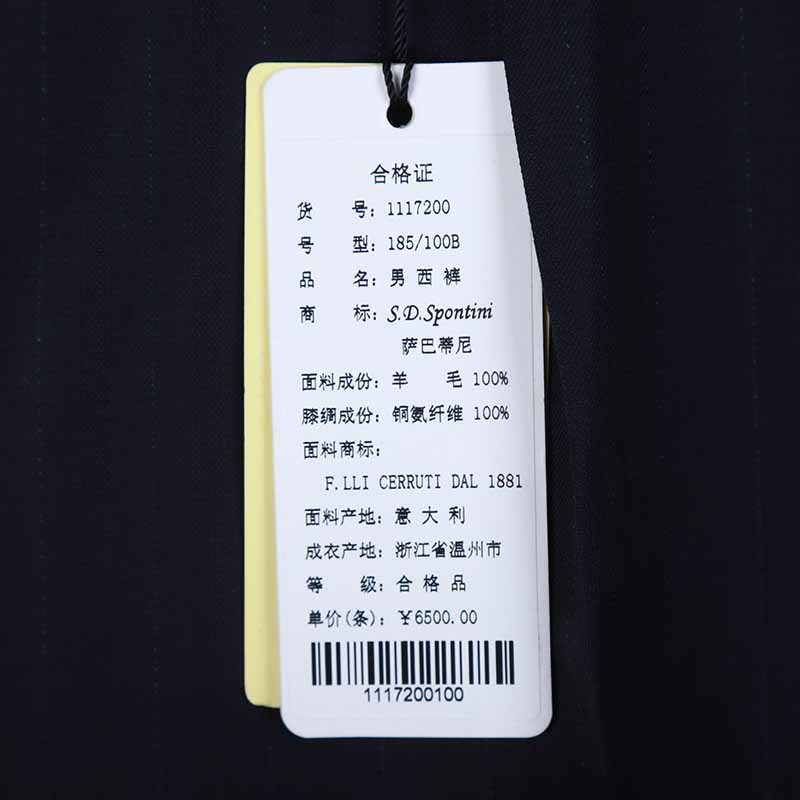 合格证
货 号：1117200
号 型：185/100B
品 名：男西裤
商 标：S.D.Spontini
萨巴蒂尼
面料成份：羊 毛 100%
膝绸成份：铜氨纤维 100%
面料商标：
F.LLI CERRUTI DAL 1881
面料产地：意大利
成衣产地：浙江省温州市
等 级：合格品
单价(条)：￥6500.00
1117200100